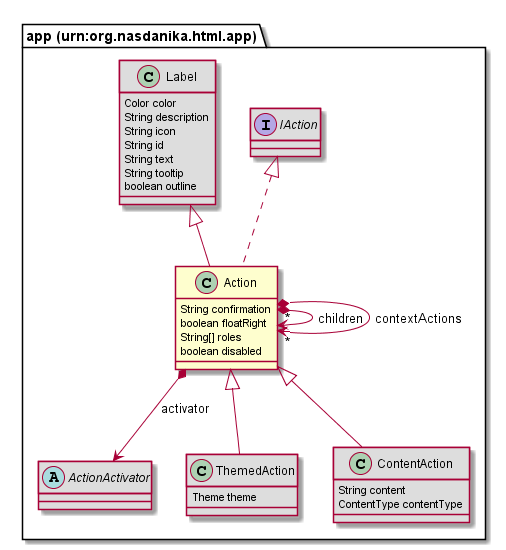 app (urn:org.nasdanika.html.app)
C Label
Color color
String description
String icon
String id
String text
String tooltip
boolean outline
I IAction
C Action
String confirmation
boolean floatRight
String[] roles
boolean disabled
* children
contextActions
*
activator
A ActionActivator
C ThemedAction
Theme theme
C ContentAction
String content
ContentType contentType